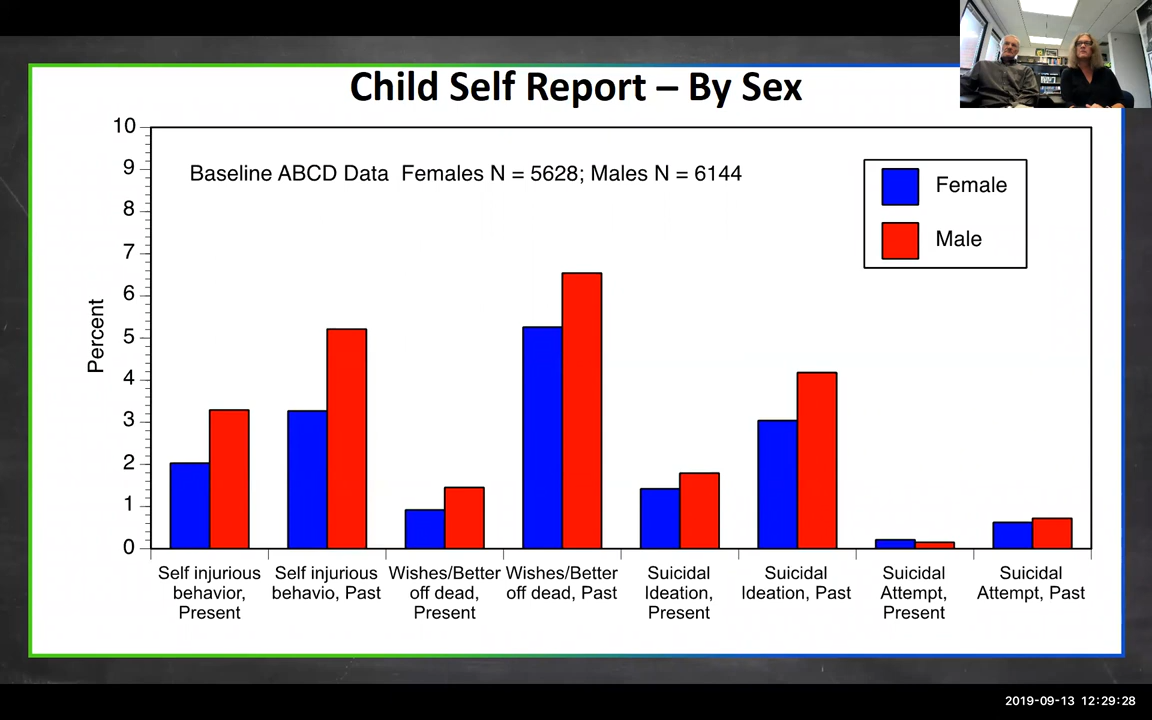 Child Self Report – By Sex
Baseline ABCD Data  Females N = 5628; Males N = 6144
Female
Male
Percent
10
9
8
7
6
5
4
3
2
1
0
Self injurious
behavior,
Present
Self injurious
behavio, Past
Wishes/Better
off dead,
Present
Wishes/Better
off dead, Past
Suicidal
Ideation,
Present
Suicidal
Ideation, Past
Suicidal
Attempt,
Present
Suicidal
Attempt, Past
2019-09-13 12:29:28